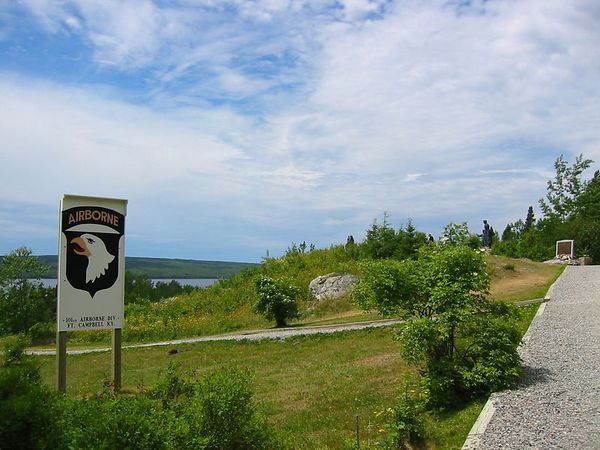 AIRBORNE
101st AIRBORNE DIV.
FT. CAMPBELL KY.